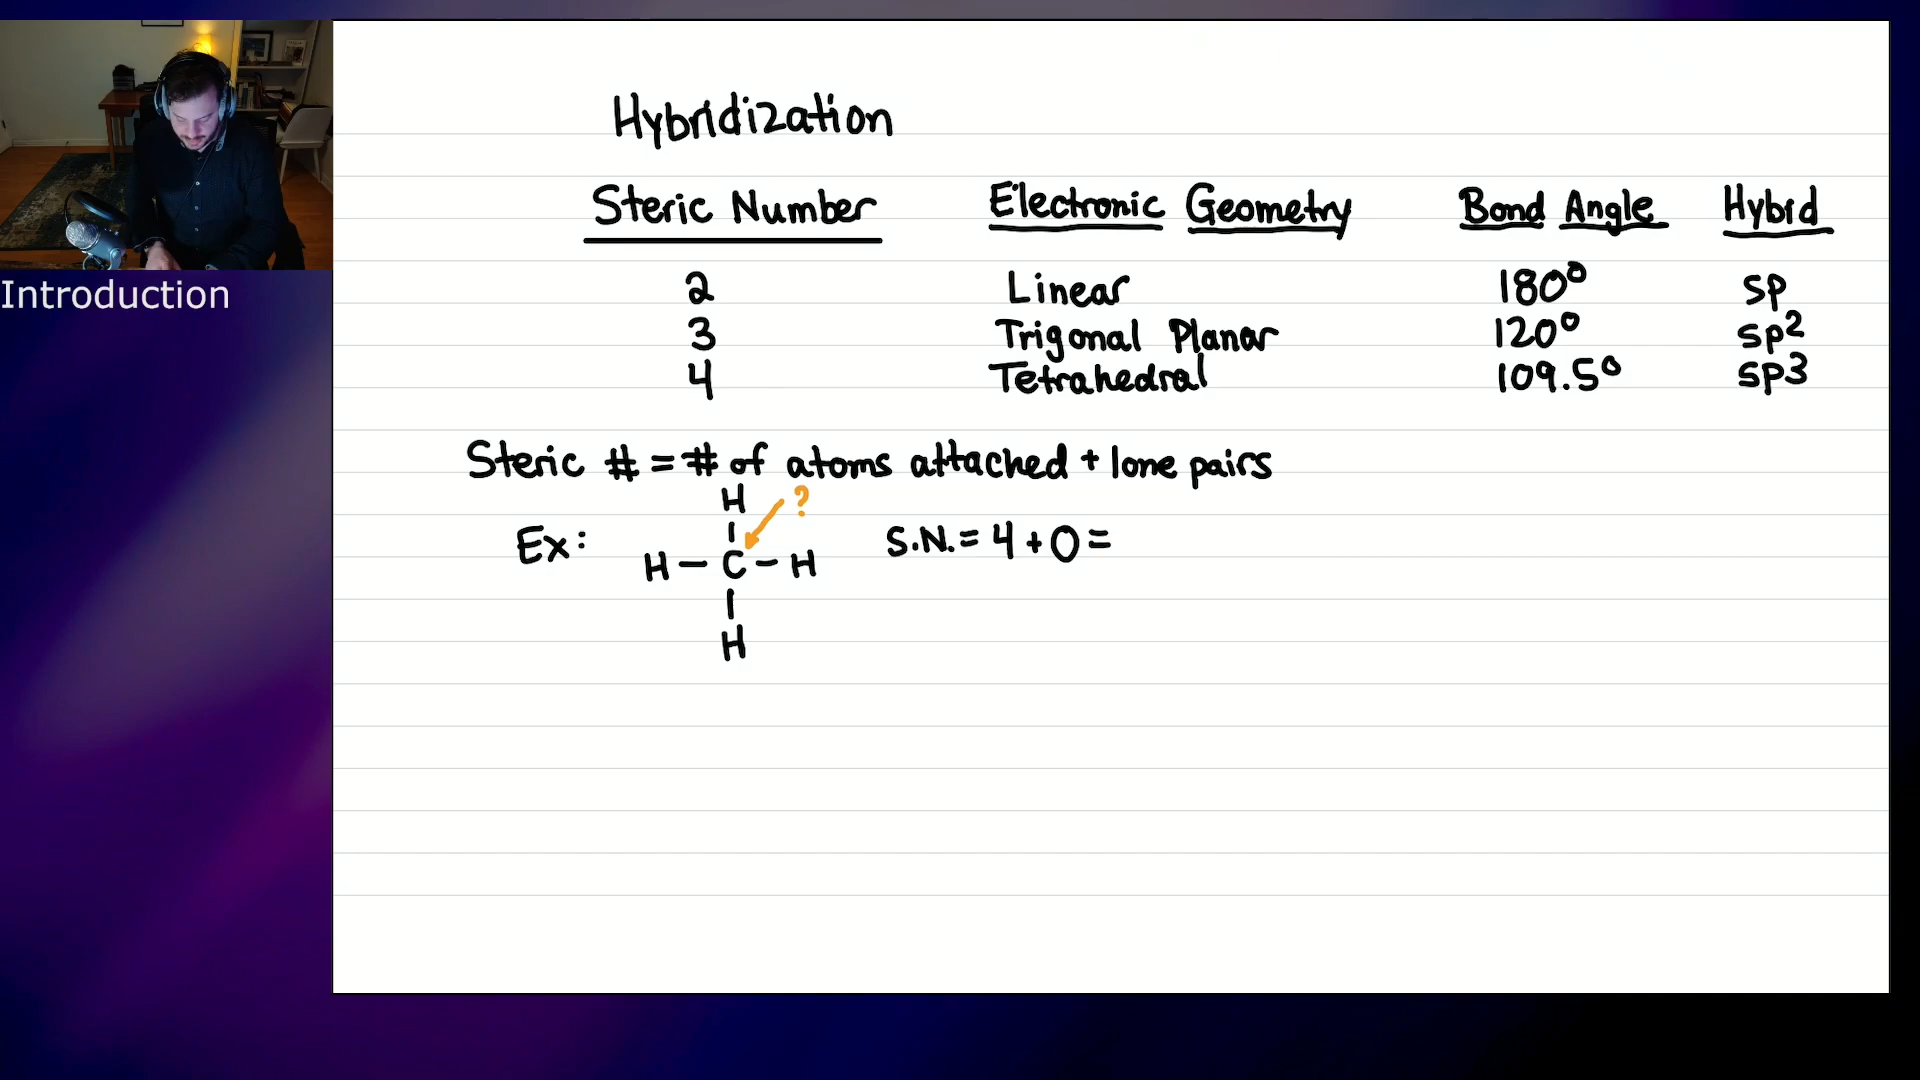 Introduction
Hybridization
Steric Number Electronic Geometry Bond Angle Hybrid
2 Linear 180° sp
3 Trigonal Planar 120° sp2
4 Tetrahedral 109.5° sp3
Steric # = # of atoms attached + lone pairs
H ?
Ex: S.N. = 4 + 0 =
H - C - H
H